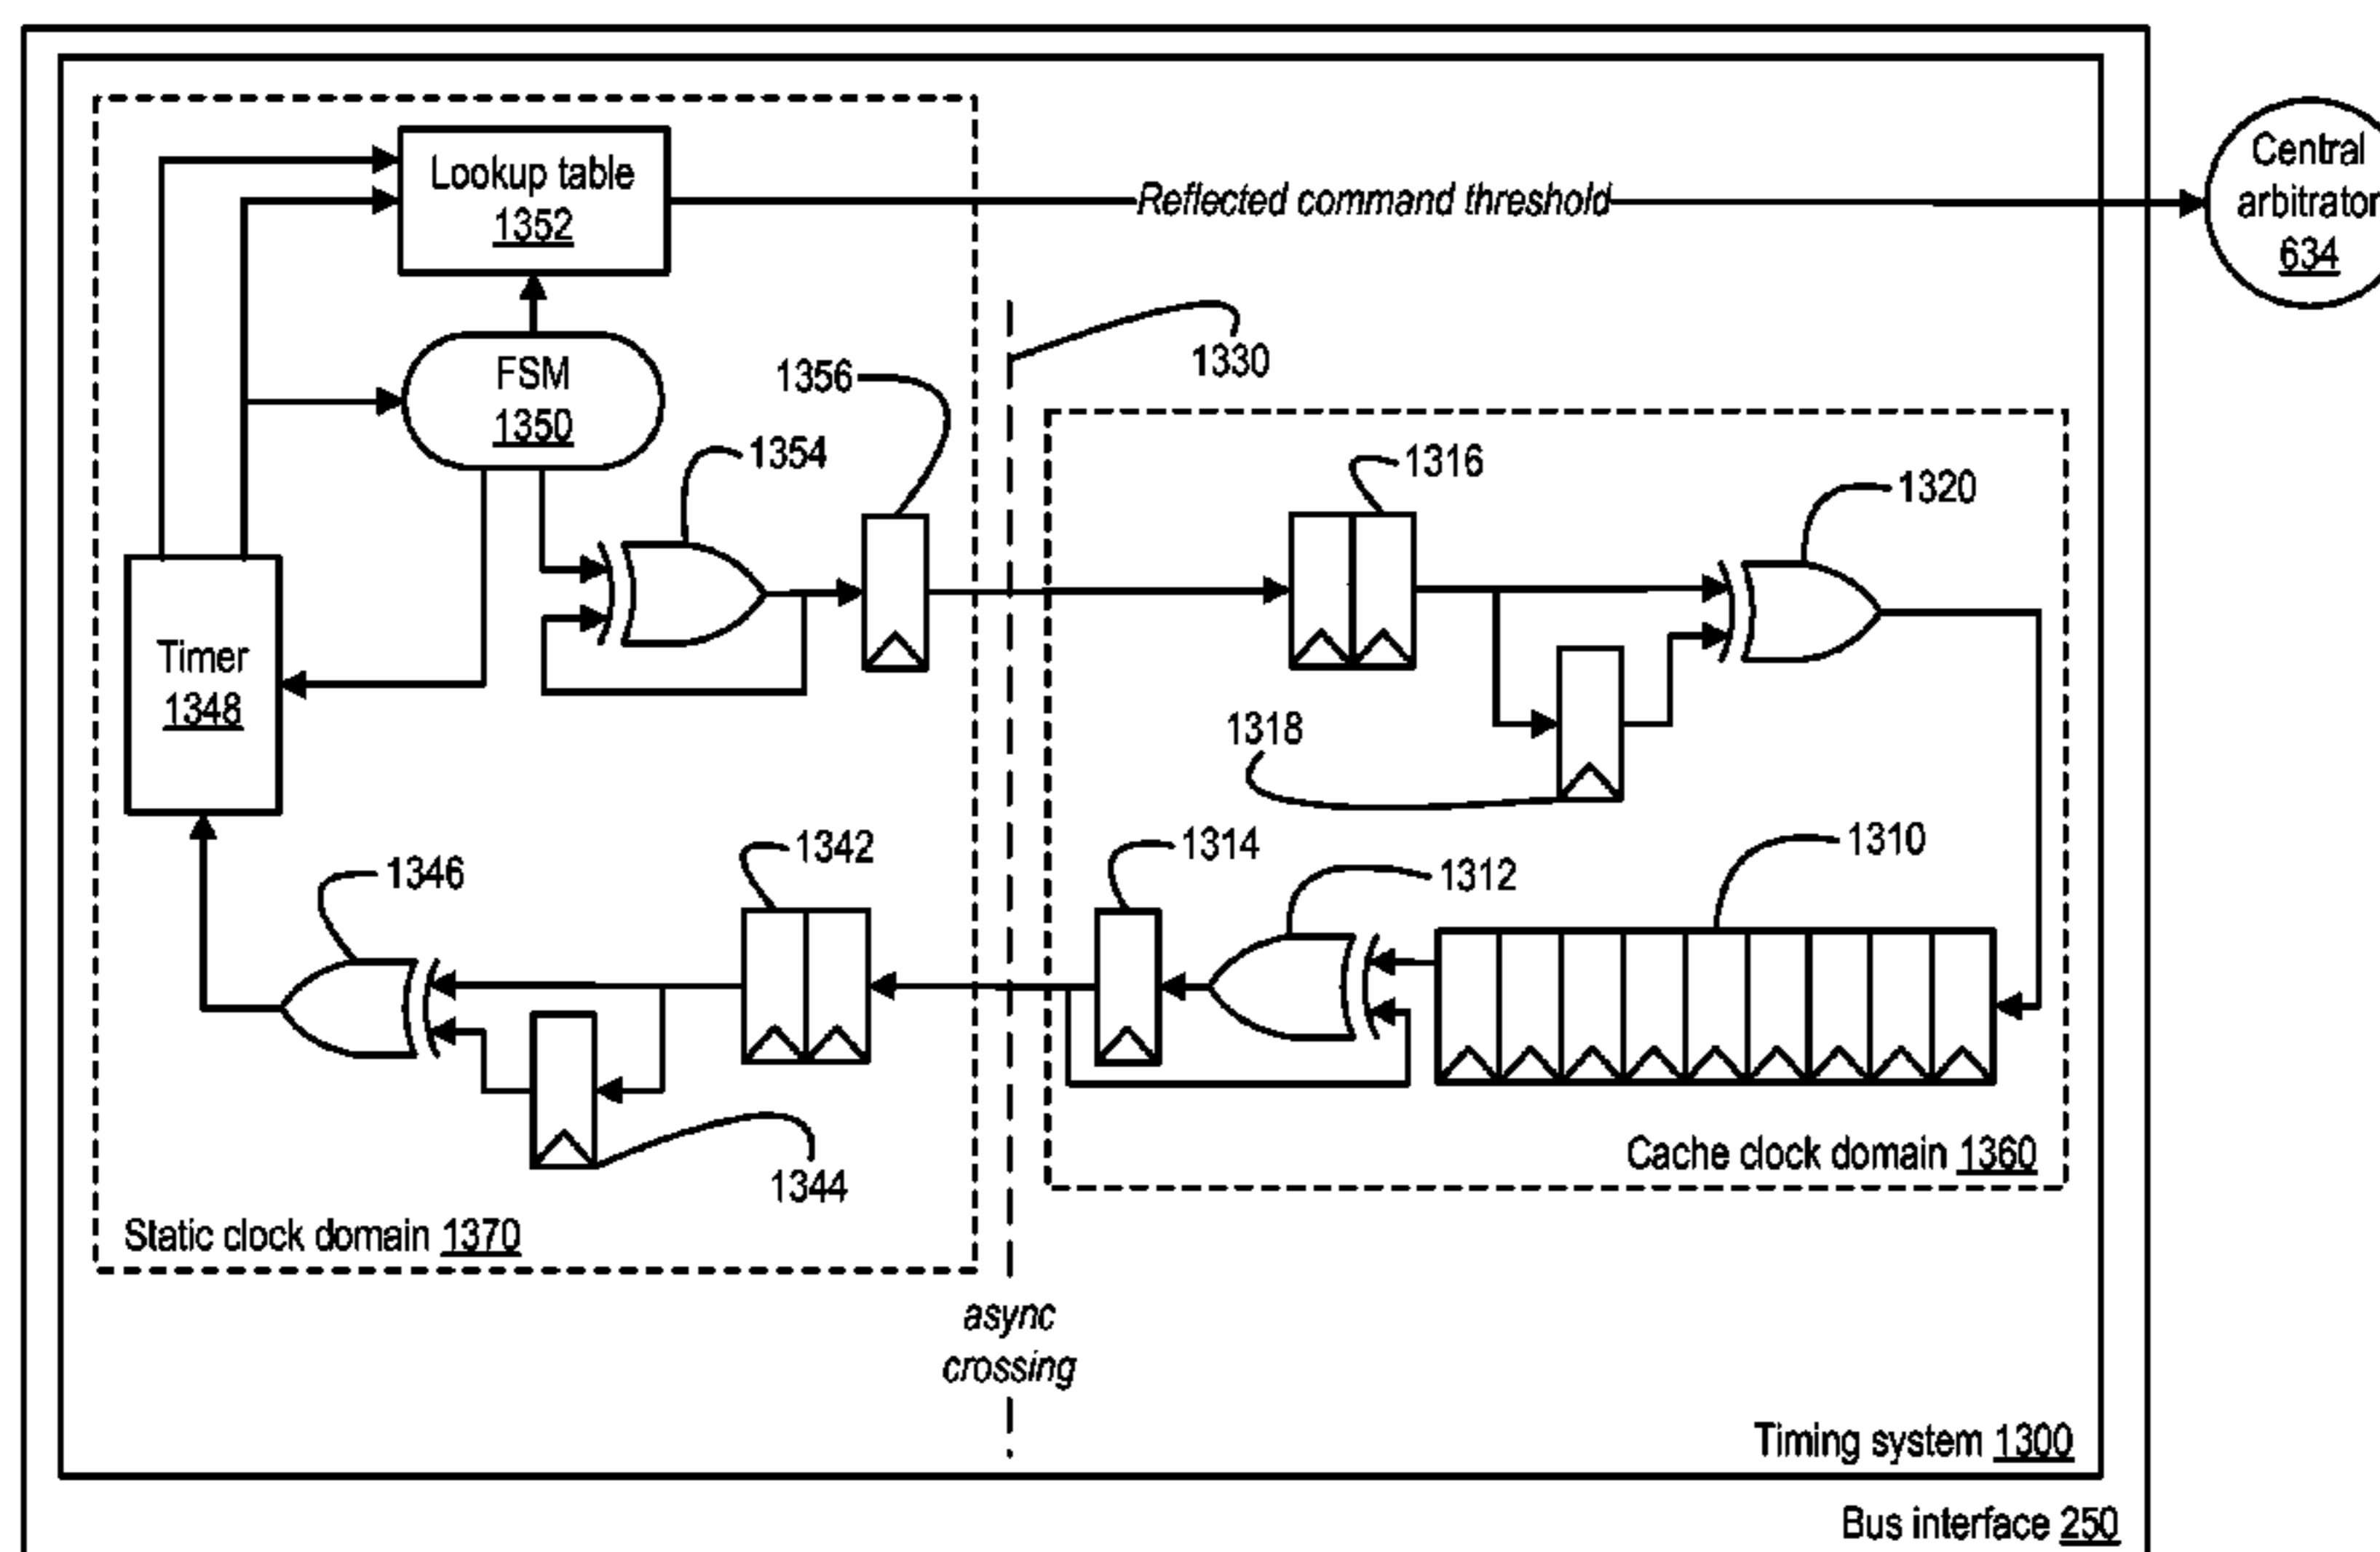 Lookup table
1352
Reflected command threshold
Central
arbitrator
634
FSM
1350
1356
1330
1354
1316
1320
Timer
1348
1318
1346
1342
1314
1312
1310
1344
Cache clock domain 1360
Static clock domain 1370
async
crossing
Timing system 1300
Bus interface 250